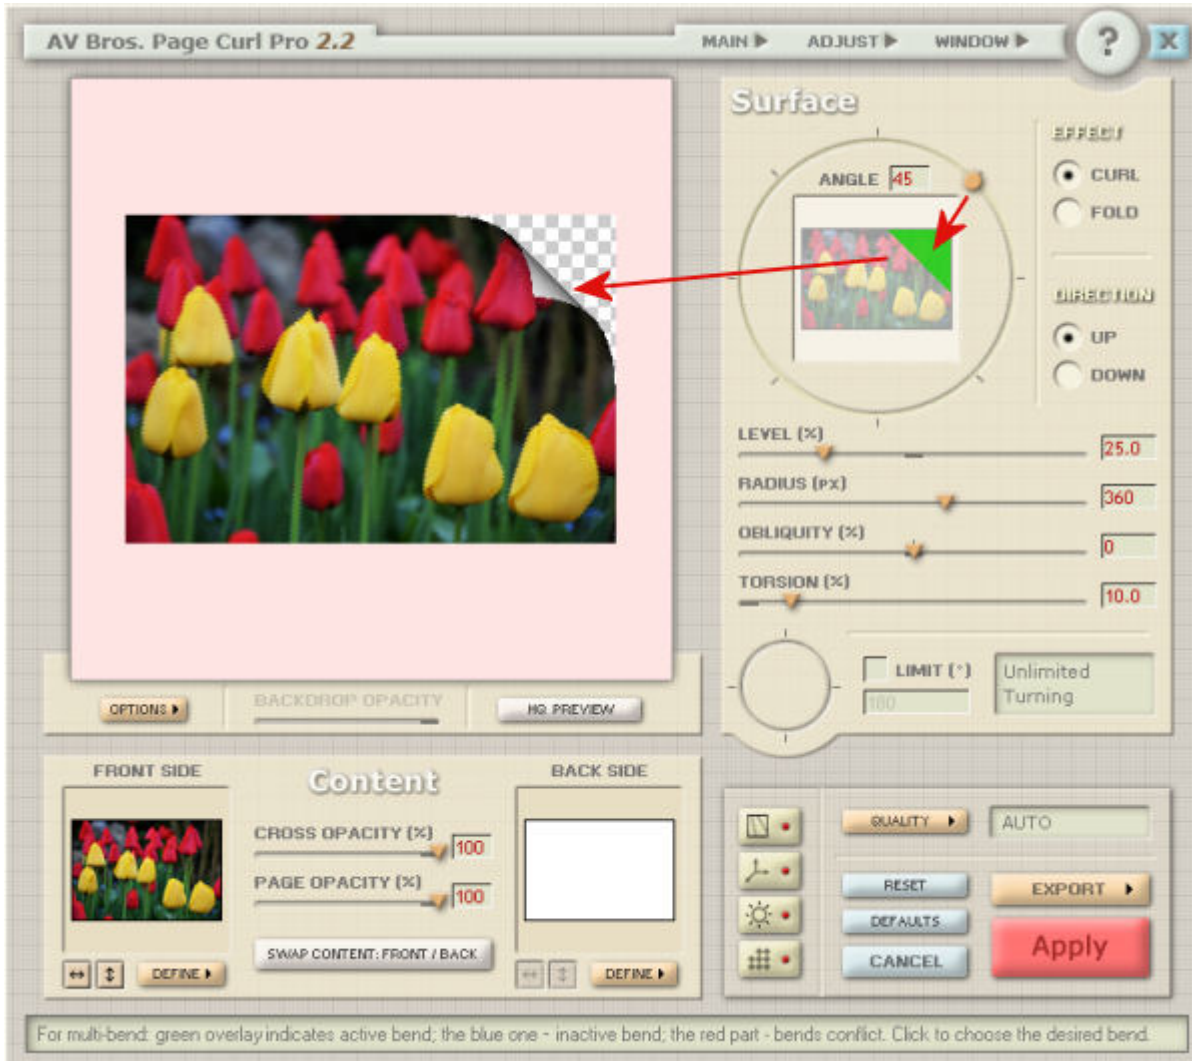 AV Bros. Page Curl Pro 2.2
MAIN
ADJUST
WINDOW
?
X
Surface
ANGLE 45
EFFECT
CURL
FOLD
DIRECTION
UP
DOWN
LEVEL (%)
25.0
RADIUS (PX)
360
OBLIQUITY (%)
0
TORSION (%)
10.0
LIMIT (°)
180
Unlimited
Turning
OPTIONS
BACKDROP OPACITY
HQ PREVIEW
FRONT SIDE
Content
BACK SIDE
CROSS OPACITY (%)
100
PAGE OPACITY (%)
100
SWAP CONTENT: FRONT / BACK
DEFINE
DEFINE
QUALITY
AUTO
RESET
EXPORT
DEFAULTS
Apply
CANCEL
For multi-bend: green overlay indicates active bend; the blue one - inactive bend; the red part - bends conflict. Click to choose the desired bend.